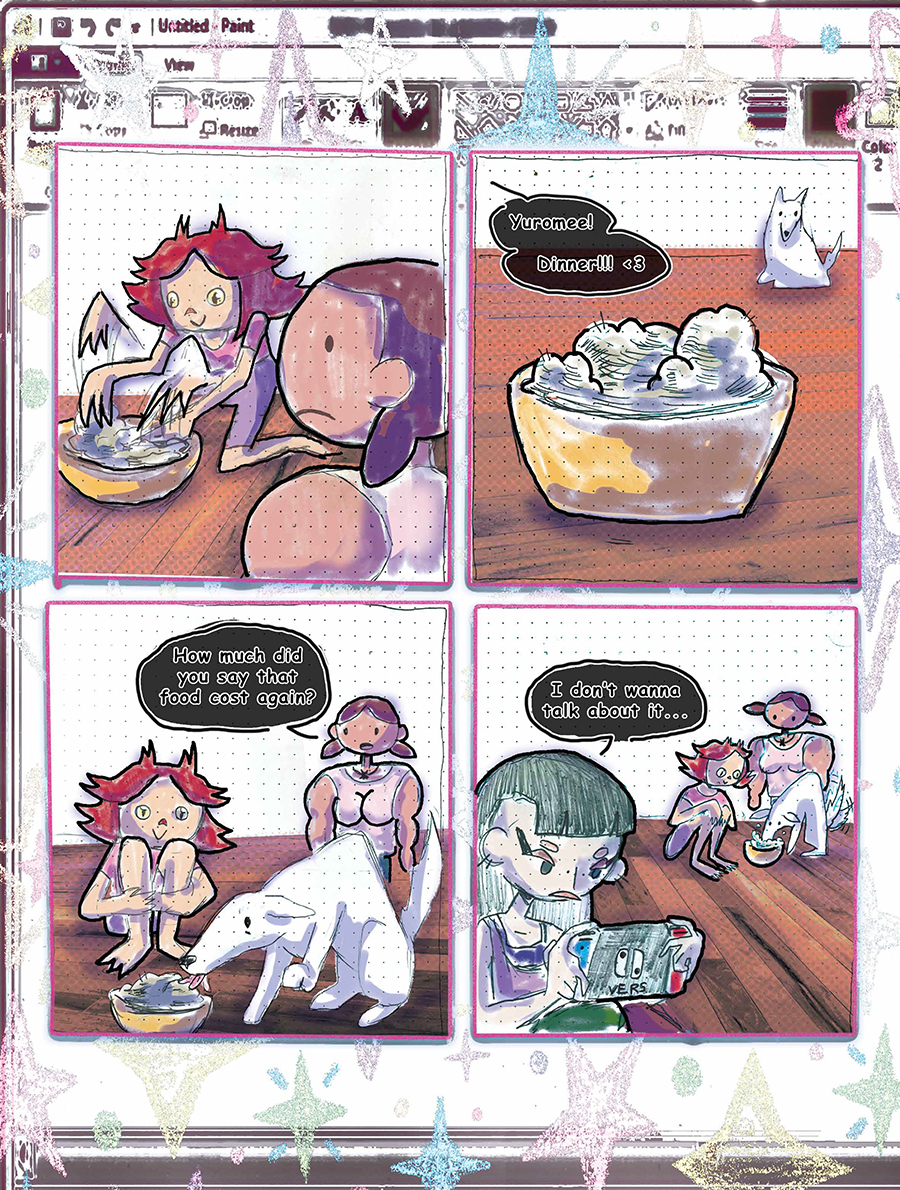 Untitled - Paint
View
Resize
Yuromee!
Dinner!!! <3
How much did
you say that
food cost again?
I don't wanna
talk about it...
VERS